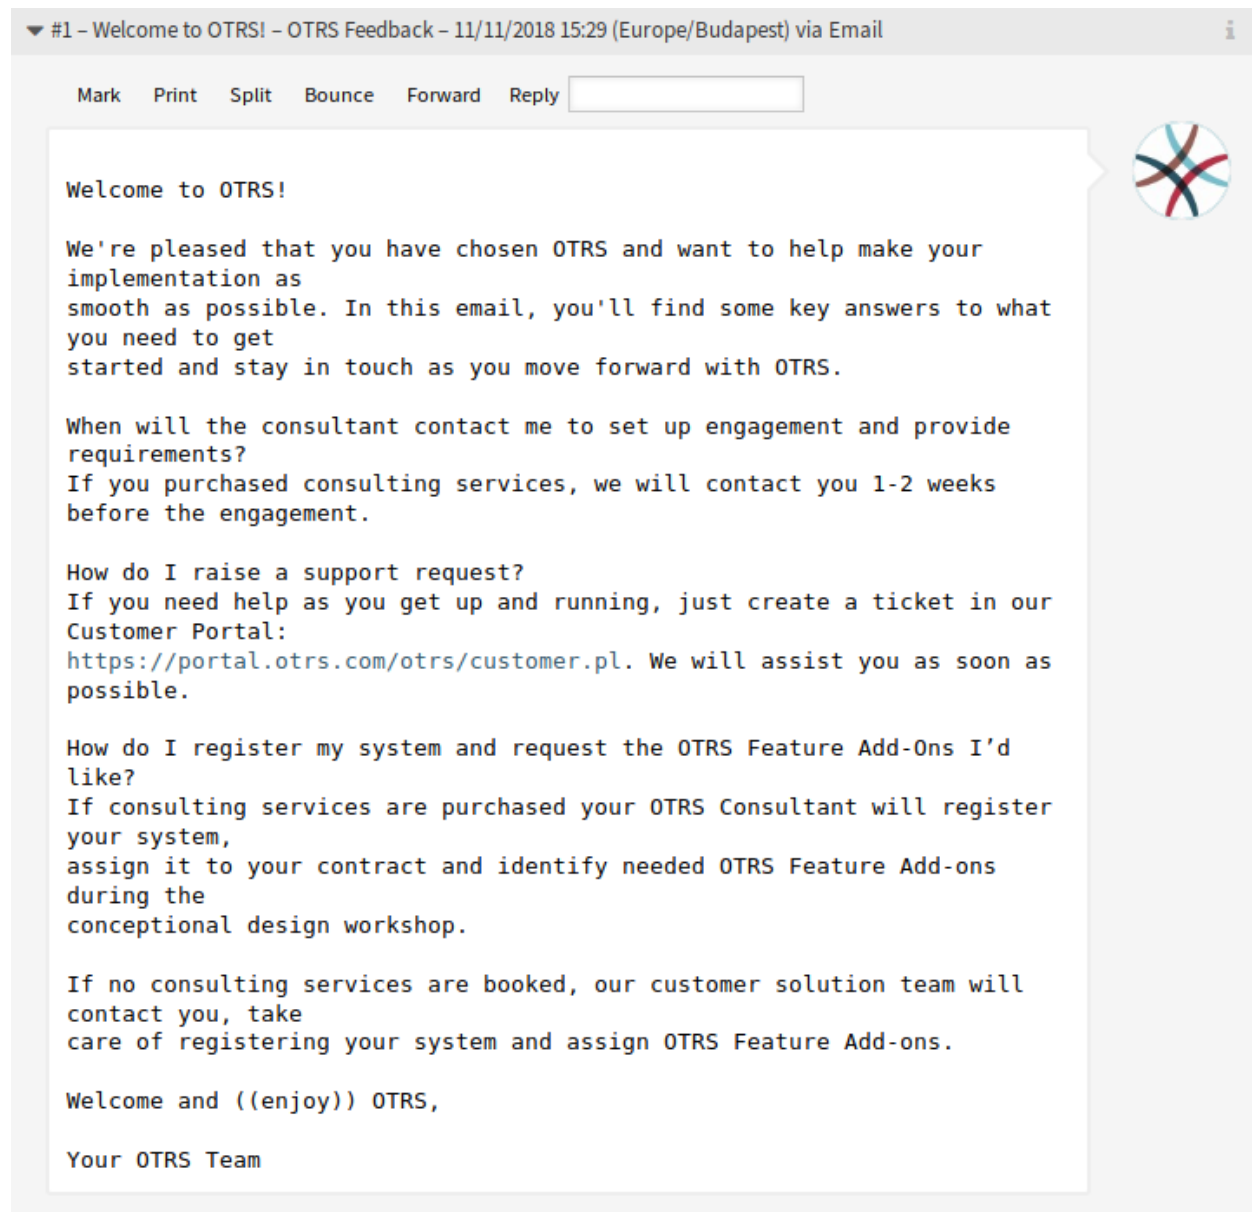 #1 – Welcome to OTRS! – OTRS Feedback – 11/11/2018 15:29 (Europe/Budapest) via Email
Mark Print Split Bounce Forward Reply
Welcome to OTRS!
We're pleased that you have chosen OTRS and want to help make your
implementation as
smooth as possible. In this email, you'll find some key answers to what
you need to get
started and stay in touch as you move forward with OTRS.
When will the consultant contact me to set up engagement and provide
requirements?
If you purchased consulting services, we will contact you 1-2 weeks
before the engagement.
How do I raise a support request?
If you need help as you get up and running, just create a ticket in our
Customer Portal:
https://portal.otrs.com/otrs/customer.pl. We will assist you as soon as
possible.
How do I register my system and request the OTRS Feature Add-Ons I’d
like?
If consulting services are purchased your OTRS Consultant will register
your system,
assign it to your contract and identify needed OTRS Feature Add-ons
during the
conceptional design workshop.
If no consulting services are booked, our customer solution team will
contact you, take
care of registering your system and assign OTRS Feature Add-ons.
Welcome and ((enjoy)) OTRS,
Your OTRS Team